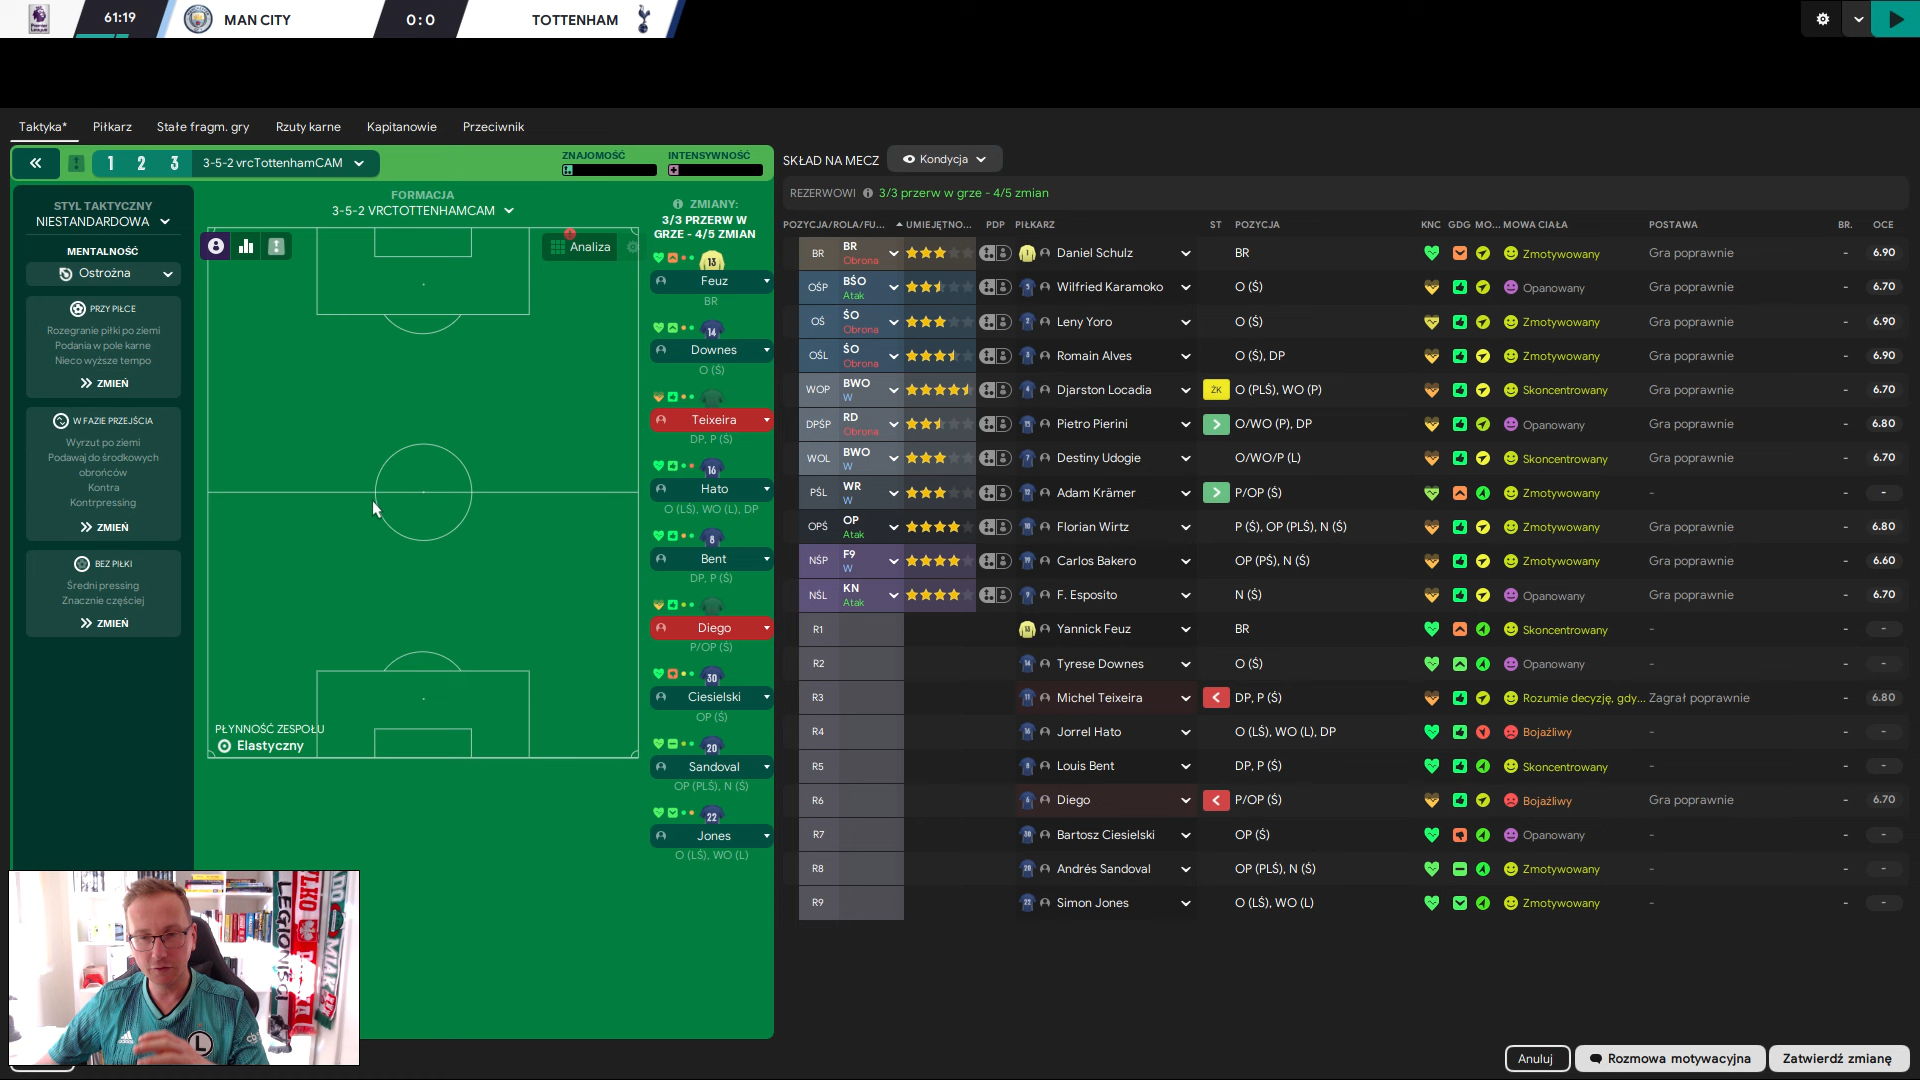 61:19
MAN CITY
0 : 0
TOTTENHAM
Taktyka*
Piłkarz
Stałe fragm. gry
Rzuty karne
Kapitanowie
Przeciwnik
1 2 3
3-5-2 vrcTottenhamCAM
ZNAJOMOŚĆ
INTENSYWNOŚĆ
STYL TAKTYCZNY
NIESTANDARDOWA
MENTALNOŚĆ
Ostrożna
PRZY PIŁCE
Rozegranie piłki po ziemi
Podania w pole karne
Nieco wyższe tempo
ZMIEŃ
W FAZIE PRZEJŚCIA
Wyrzut po ziemi
Podawaj do środkowych
obrońców
Kontra
Kontrpressing
ZMIEŃ
BEZ PIŁKI
Średni pressing
Znacznie częściej
ZMIEŃ
FORMACJA
3-5-2 VRCTOTTENHAMCAM
Analiza
PŁYNNOŚĆ ZESPOŁU
Elastyczny
ZMIANY:
3/3 PRZERW W
GRZE - 4/5 ZMIAN
13
Feuz
BR
14
Downes
O (Ś)
Teixeira
DP, P (Ś)
16
Hato
O (LŚ), WO (L), DP
8
Bent
DP, P (Ś)
Diego
P/OP (Ś)
30
Ciesielski
OP (Ś)
20
Sandoval
OP (PLŚ), N (Ś)
22
Jones
O (LŚ), WO (L)
SKŁAD NA MECZ
Kondycja
REZERWOWI 3/3 przerw w grze - 4/5 zmian
POZYCJA/ROLA/FU... UMIEJĘTNO... PDP PIŁKARZ ST POZYCJA KNC GDG MO... MOWA CIAŁA POSTAWA BR. OCE
BR BR Obrona Daniel Schulz BR Zmotywowany Gra poprawnie - 6.90
OŚP BŚO Atak Wilfried Karamoko O (Ś) Opanowany Gra poprawnie - 6.70
OŚ ŚO Obrona Leny Yoro O (Ś) Zmotywowany Gra poprawnie - 6.90
OŚL ŚO Obrona Romain Alves O (Ś), DP Zmotywowany Gra poprawnie - 6.90
WOP BWO W Djarston Locadia ŻK O (PLŚ), WO (P) Skoncentrowany Gra poprawnie - 6.70
DPŚP RD Obrona Pietro Pierini O/WO (P), DP Opanowany Gra poprawnie - 6.80
WOL BWO W Destiny Udogie O/WO/P (L) Skoncentrowany Gra poprawnie - 6.70
PŚL WR W Adam Krämer P/OP (Ś) Zmotywowany - -
OPŚ OP Atak Florian Wirtz P (Ś), OP (PLŚ), N (Ś) Zmotywowany Gra poprawnie - 6.80
NŚP F9 W Carlos Bakero OP (PŚ), N (Ś) Zmotywowany Gra poprawnie - 6.60
NŚL KN Atak F. Esposito N (Ś) Opanowany Gra poprawnie - 6.70
R1 Yannick Feuz BR Skoncentrowany - - -
R2 Tyrese Downes O (Ś) Opanowany - - -
R3 Michel Teixeira DP, P (Ś) Rozumie decyzję, gdy... Zagrał poprawnie - 6.80
R4 Jorrel Hato O (LŚ), WO (L), DP Bojaźliwy - - -
R5 Louis Bent DP, P (Ś) Skoncentrowany - - -
R6 Diego P/OP (Ś) Bojaźliwy Gra poprawnie - 6.70
R7 Bartosz Ciesielski OP (Ś) Opanowany - - -
R8 Andrés Sandoval OP (PLŚ), N (Ś) Zmotywowany - - -
R9 Simon Jones O (LŚ), WO (L) Zmotywowany - - -
LEGIONIŚCI
L
Anuluj
Rozmowa motywacyjna
Zatwierdź zmianę